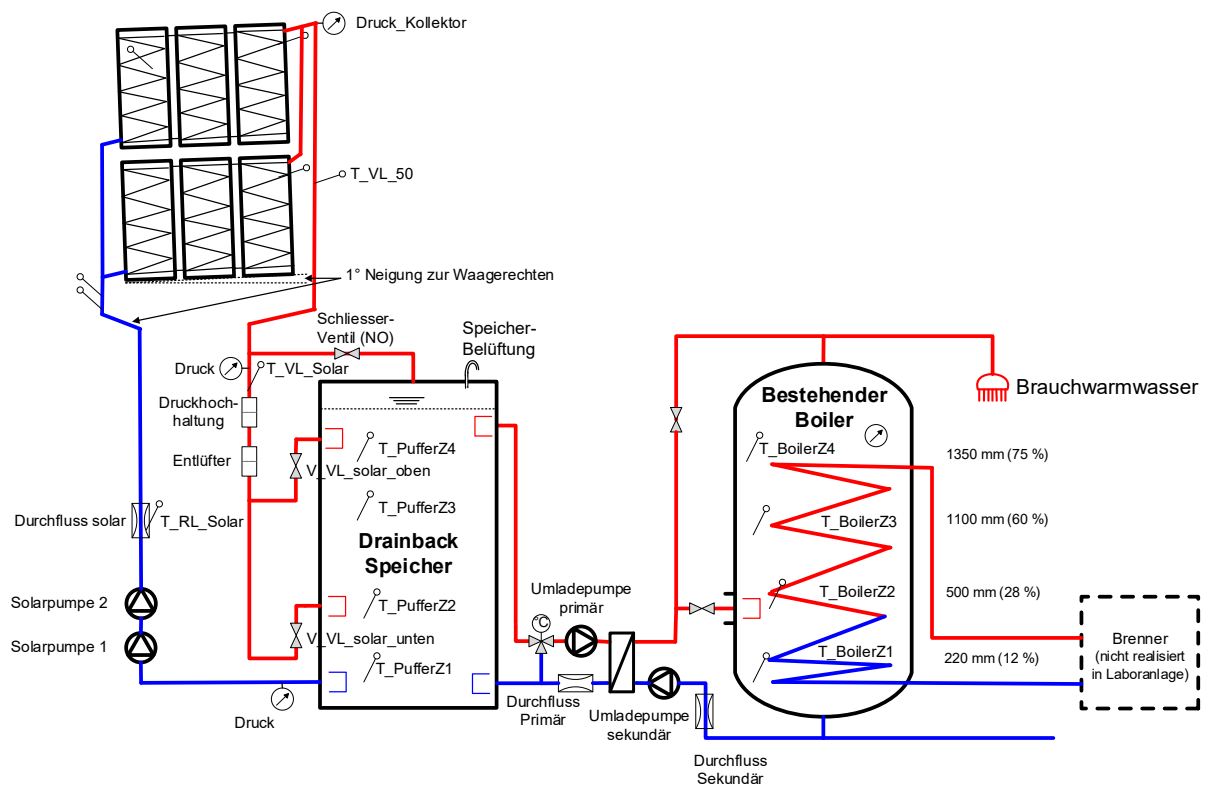 Druck_Kollektor
T_VL_50
1° Neigung zur Waagerechten
Schliesser-
Ventil (NO)
Speicher-
Belüftung
Druck
T_VL_Solar
Druckhoch-
haltung
Entlüfter
V_VL_solar_oben
Durchfluss solar
T_RL_Solar
Solarpumpe 2
Solarpumpe 1
V_VL_solar_unten
Druck
T_PufferZ4
T_PufferZ3
Drainback
Speicher
T_PufferZ2
T_PufferZ1
Umladepumpe
primär
°C
Durchfluss
Primär
Umladepumpe
sekundär
Durchfluss
Sekundär
Bestehender
Boiler
T_BoilerZ4
T_BoilerZ3
T_BoilerZ2
T_BoilerZ1
Brauchwarmwasser
1350 mm (75 %)
1100 mm (60 %)
500 mm (28 %)
220 mm (12 %)
Brenner
(nicht realisiert
in Laboranlage)